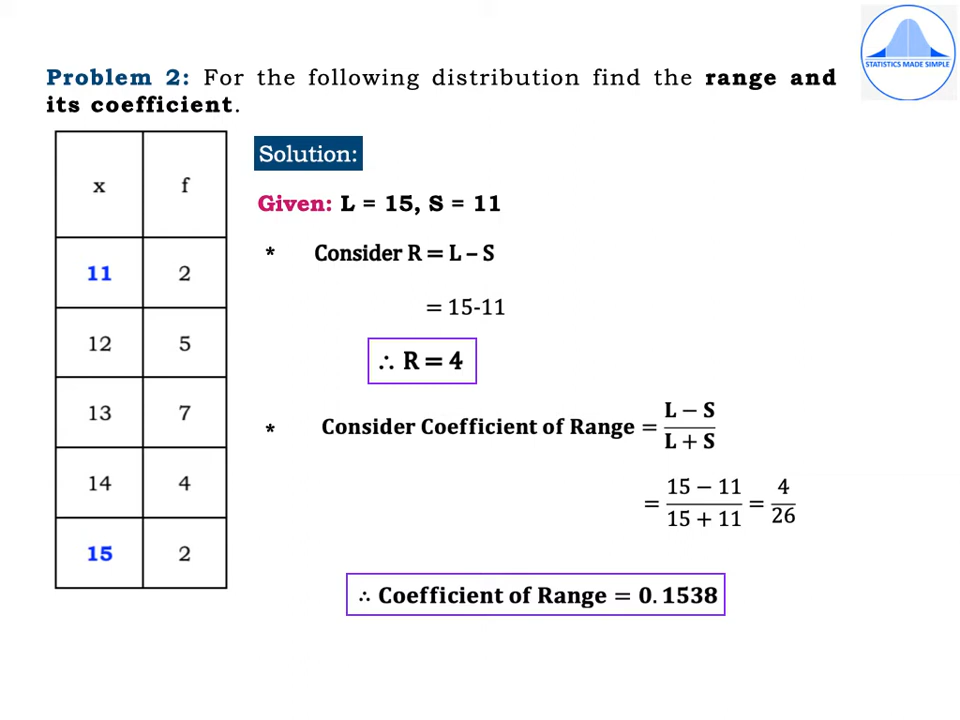 STATISTICS MADE SIMPLE
Problem 2: For the following distribution find the range and
its coefficient.
x f
11 2
12 5
13 7
14 4
15 2
Solution:
Given: L = 15, S = 11
* Consider R = L – S
= 15-11
∴ R = 4
* Consider Coefficient of Range = L − S / L + S
= 15 − 11 / 15 + 11 = 4 / 26
∴ Coefficient of Range = 0.1538